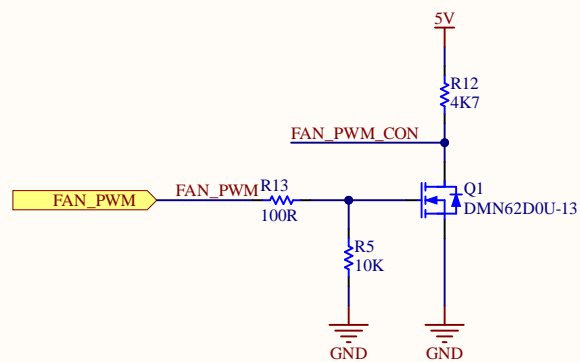 5V
R12
4K7
FAN_PWM_CON
FAN_PWM
FAN_PWM
R13
100R
Q1
DMN62D0U-13
R5
10K
GND
GND